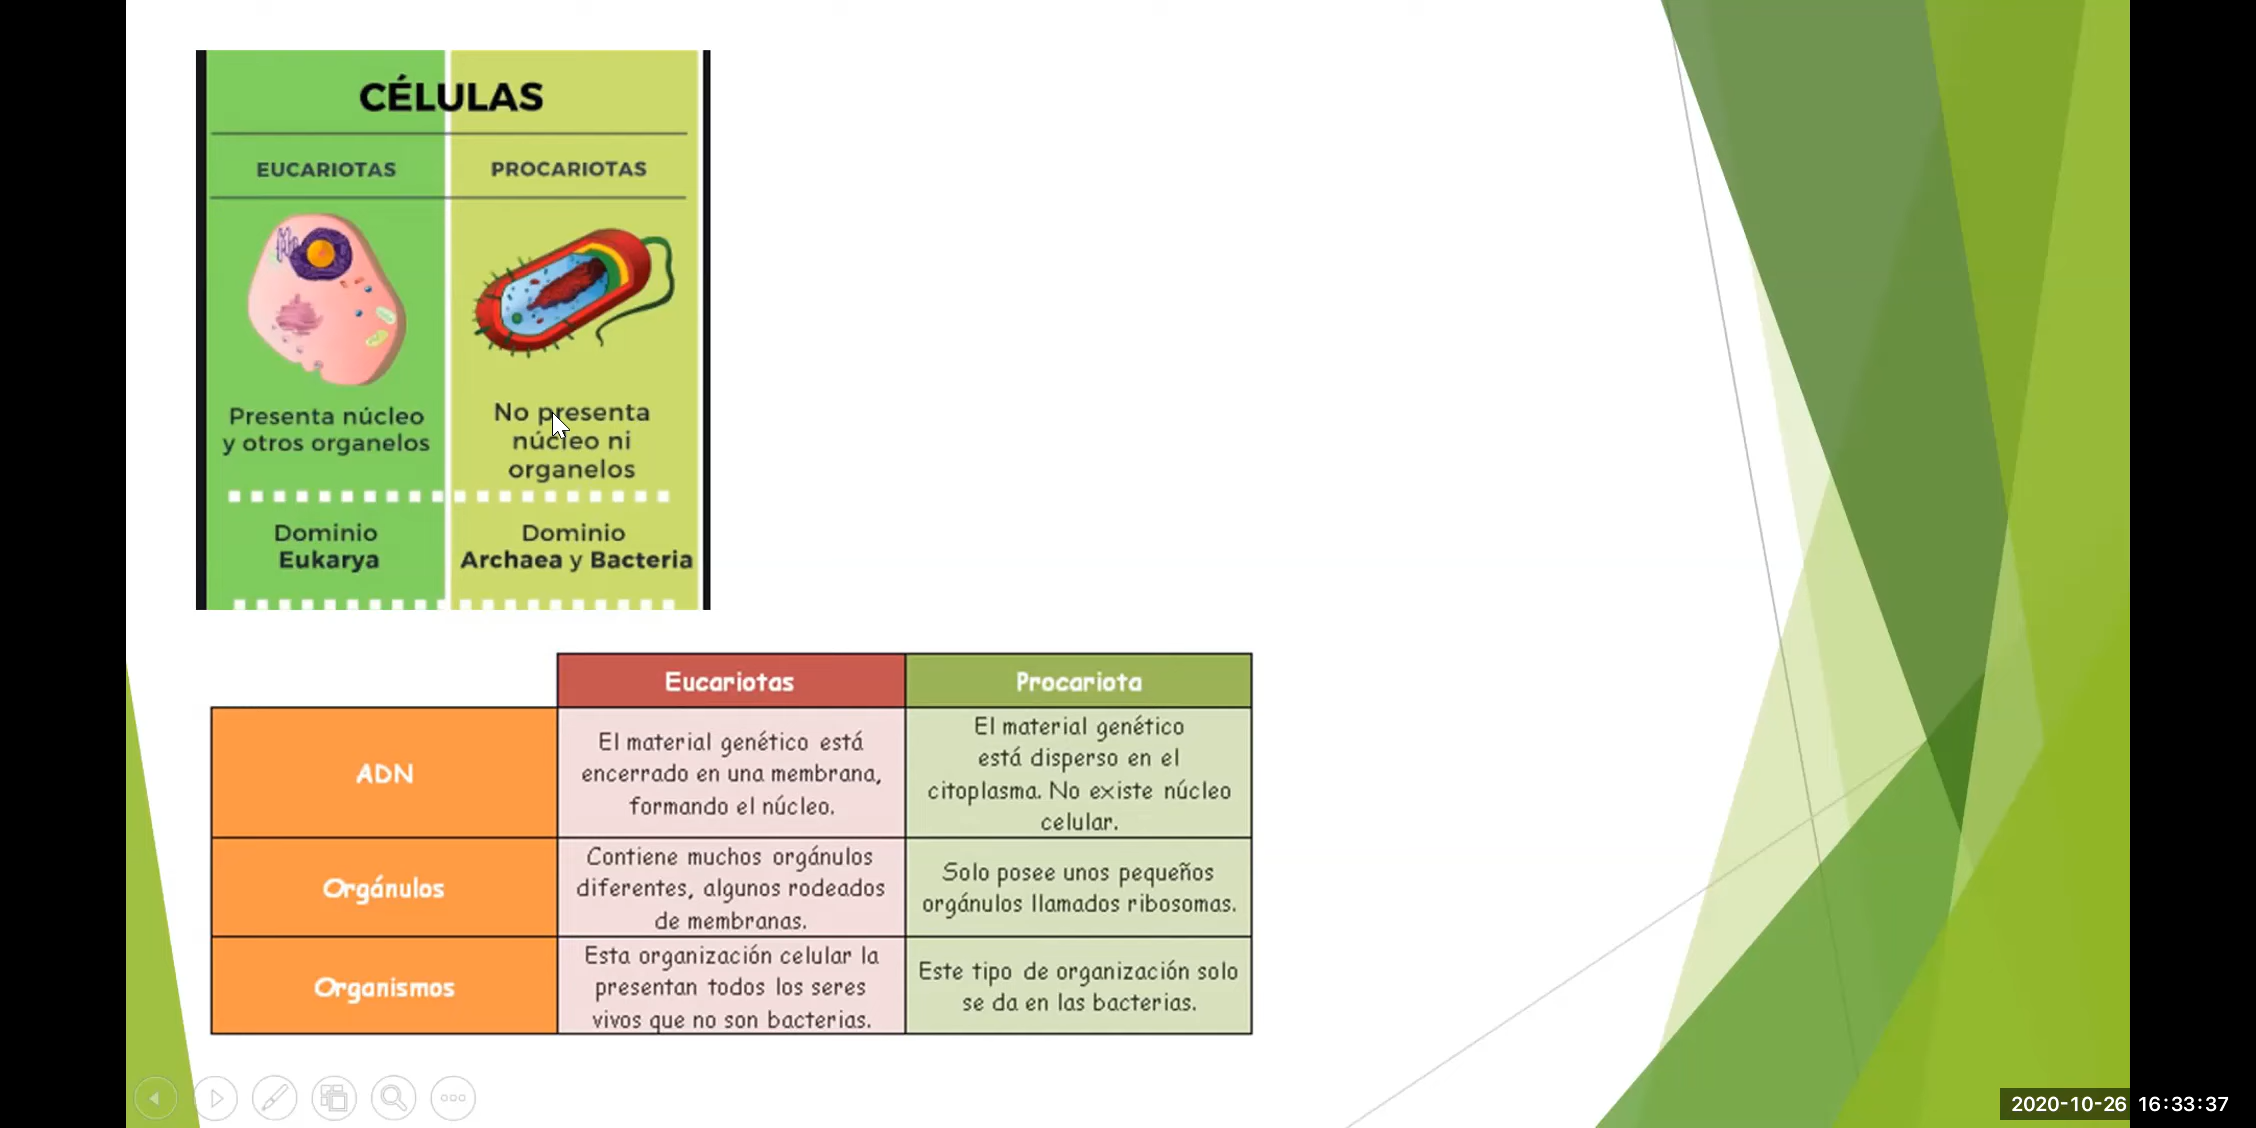 CÉLULAS
EUCARIOTAS
PROCARIOTAS
Presenta núcleo
y otros organelos
No presenta
núcleo ni
organelos
Dominio
Eukarya
Dominio
Archaea y Bacteria
Eucariotas
Procariota
ADN
El material genético está
encerrado en una membrana,
formando el núcleo.
El material genético
está disperso en el
citoplasma. No existe núcleo
celular.
Orgánulos
Contiene muchos orgánulos
diferentes, algunos rodeados
de membranas.
Solo posee unos pequeños
orgánulos llamados ribosomas.
Organismos
Esta organización celular la
presentan todos los seres
vivos que no son bacterias.
Este tipo de organización solo
se da en las bacterias.
2020-10-26 16:33:37